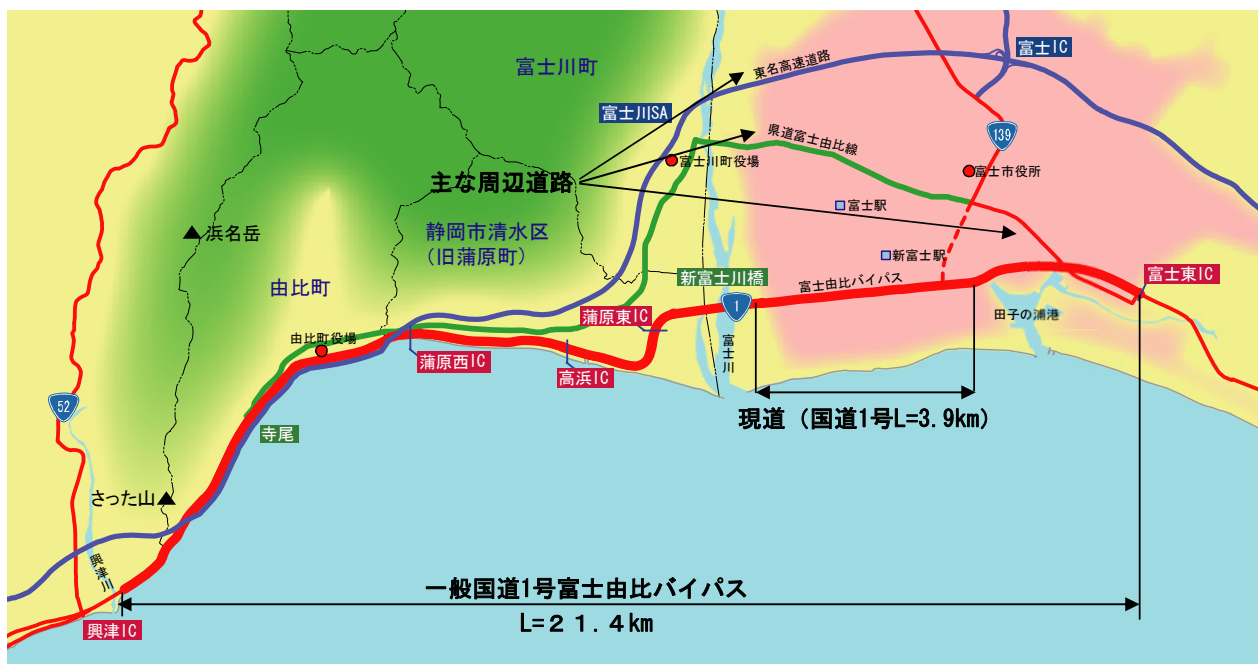 富士川町
東名高速道路
富士IC
富士川SA
139
県道富士由比線
富士川町役場
富士市役所
主な周辺道路
富士駅
浜名岳
静岡市清水区
（旧蒲原町）
新富士駅
新富士川橋
富士由比バイパス
富士東IC
由比町
1
蒲原東IC
田子の浦港
由比町役場
富士川
蒲原西IC
高浜IC
52
現道（国道1号L=3.9km）
寺尾
さった山
興津川
一般国道1号富士由比バイパス
L=２１.４km
興津IC